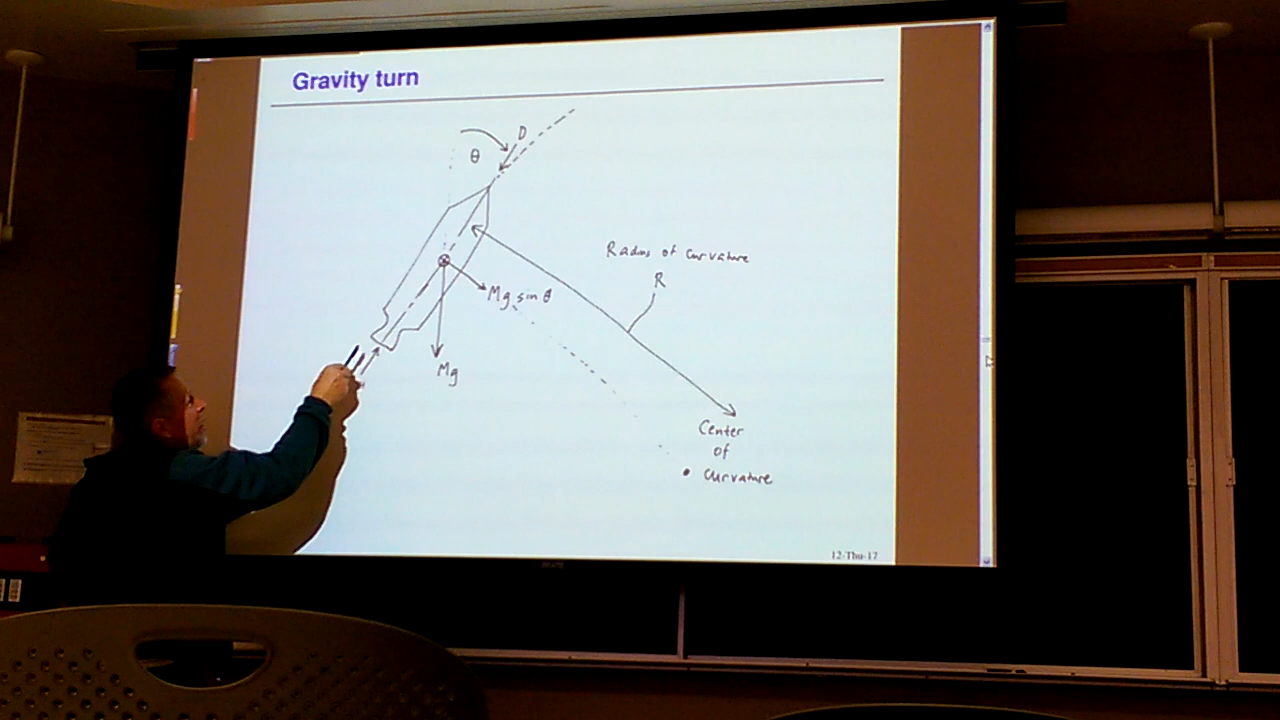 Gravity turn
D
θ
Radius of curvature
R
Mg sin θ
Mg
Center
of
curvature
12-Thu-17